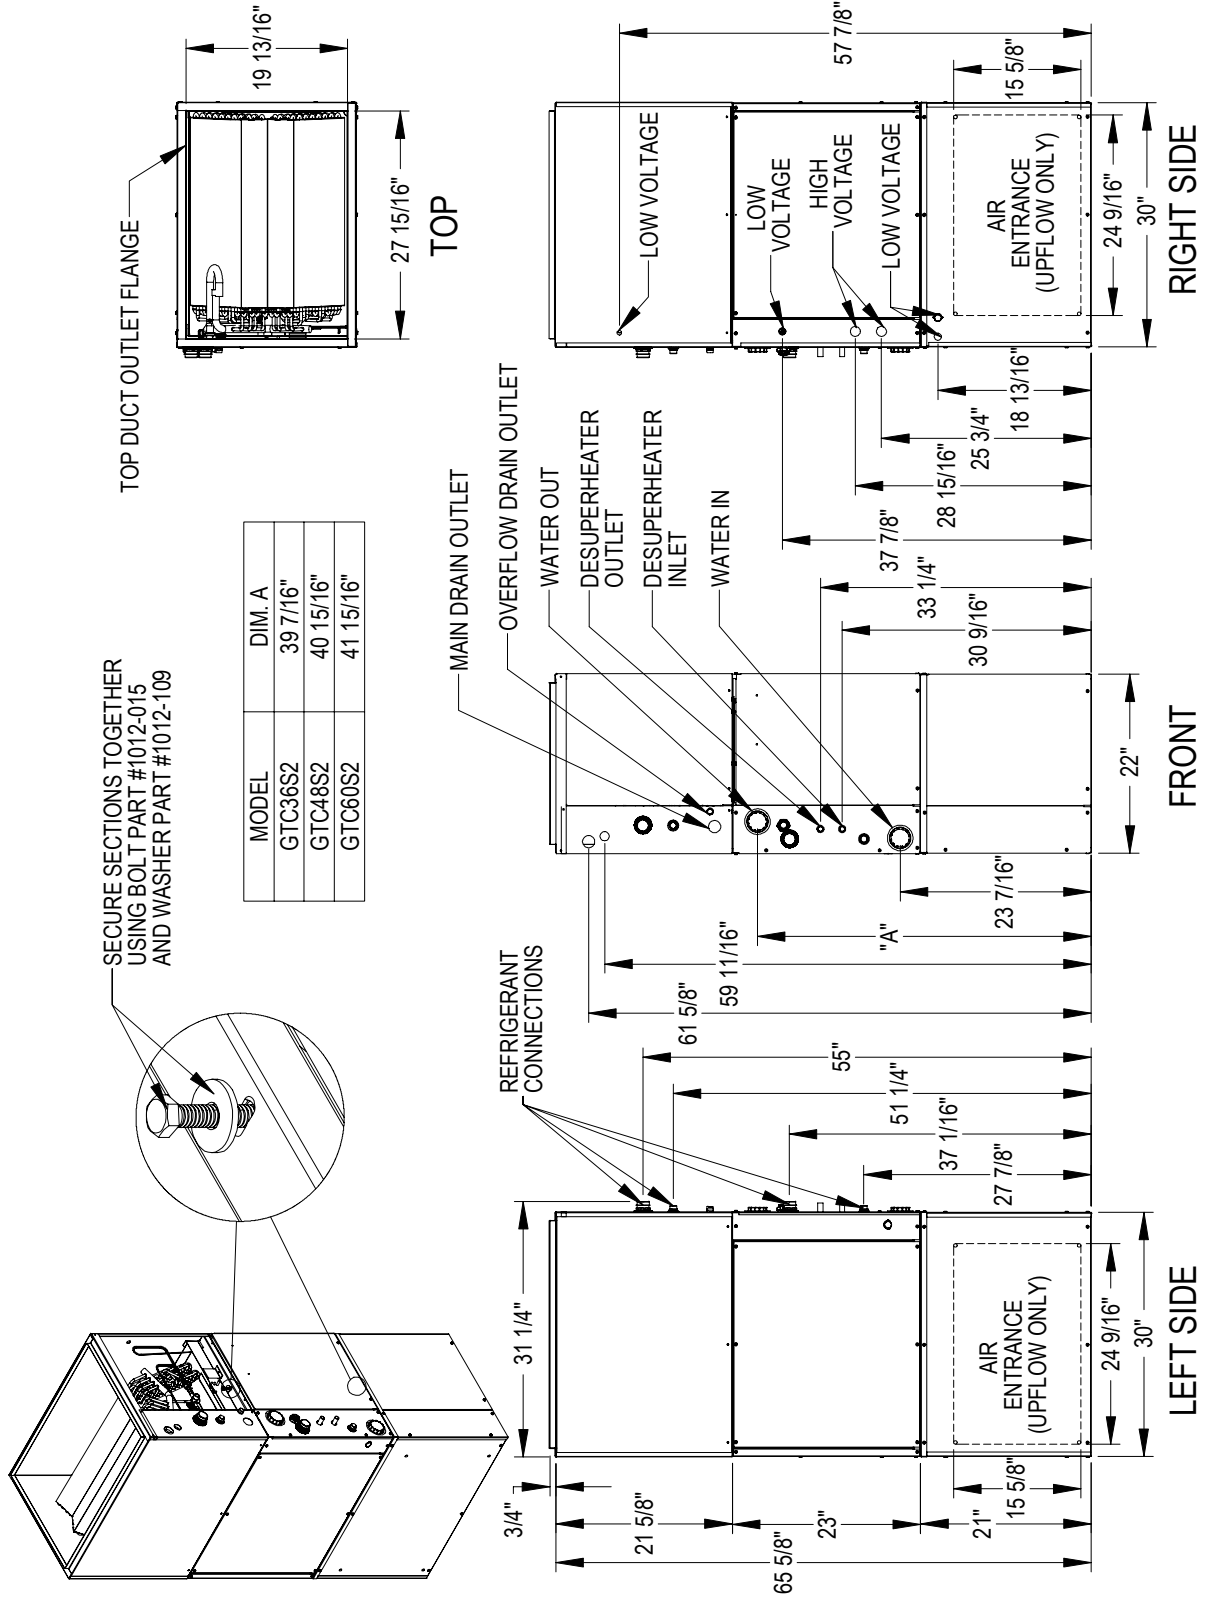 SECURE SECTIONS TOGETHER
USING BOLT PART #1012-015
AND WASHER PART #1012-109
MODEL DIM. A
GTC36S2 39 7/16"
GTC48S2 40 15/16"
GTC60S2 41 15/16"
TOP DUCT OUTLET FLANGE
19 13/16"
27 15/16"
TOP
3/4"
31 1/4"
21 5/8"
23"
21"
65 5/8"
15 5/8"
AIR
ENTRANCE
(UPFLOW ONLY)
24 9/16"
30"
LEFT SIDE
REFRIGERANT
CONNECTIONS
55"
51 1/4"
37 1/16"
27 7/8"
61 5/8"
59 11/16"
"A"
23 7/16"
MAIN DRAIN OUTLET
OVERFLOW DRAIN OUTLET
WATER OUT
DESUPERHEATER
OUTLET
DESUPERHEATER
INLET
WATER IN
33 1/4"
30 9/16"
22"
FRONT
37 7/8"
28 15/16"
25 3/4"
18 13/16"
LOW VOLTAGE
LOW
VOLTAGE
HIGH
VOLTAGE
LOW VOLTAGE
57 7/8"
15 5/8"
AIR
ENTRANCE
(UPFLOW ONLY)
24 9/16"
30"
RIGHT SIDE